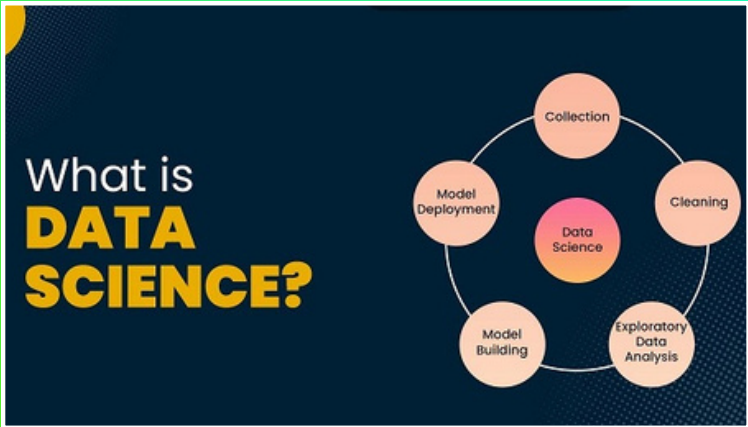 What is
DATA
SCIENCE?
Collection
Cleaning
Exploratory
Data
Analysis
Model
Building
Model
Deployment
Data
Science